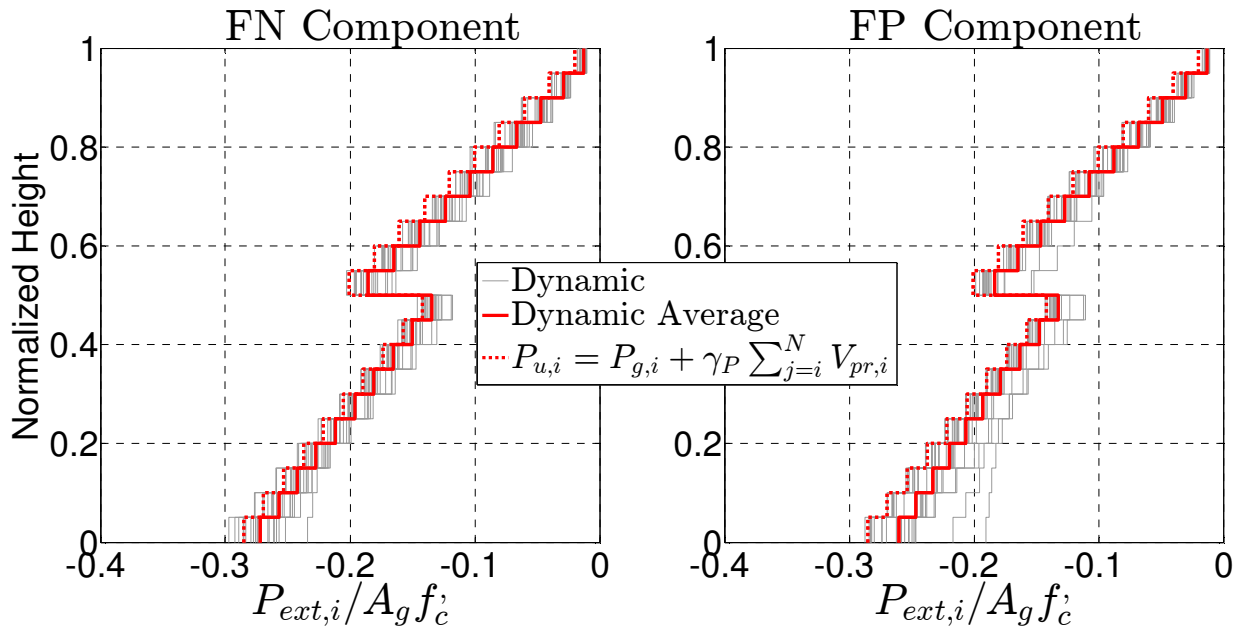 FN Component
FP Component
1
0.8
0.6
0.4
0.2
0
Normalized Height
-0.4 -0.3 -0.2 -0.1 0
P_{ext,i}/A_g f_c^,
1
0.8
0.6
0.4
0.2
0
-0.4 -0.3 -0.2 -0.1 0
P_{ext,i}/A_g f_c^,
Dynamic
Dynamic Average
P_{u,i} = P_{g,i} + γ_P ∑_{j=i}^N V_{pr,i}